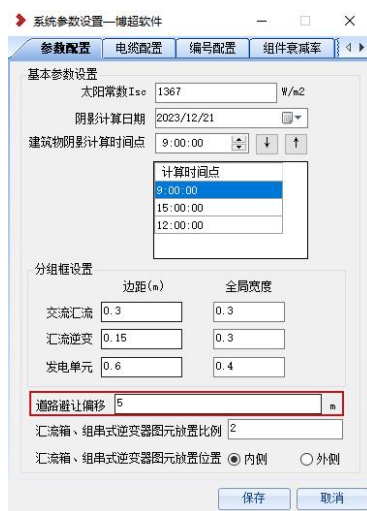 系统参数设置—博超软件
参数配置 电缆配置 编号配置 组件衰减率
基本参数设置
太阳常数Isc 1367 W/m2
阴影计算日期 2023/12/21
建筑物阴影计算时间点 9:00:00 ↓ ↑
计算时间点
9:00:00
15:00:00
12:00:00
分组框设置
边距(m) 全局宽度
交流汇流 0.3 0.3
汇流逆变 0.15 0.3
发电单元 0.6 0.4
道路避让偏移 5 m
汇流箱、组串式逆变器图元放置比例 2
汇流箱、组串式逆变器图元放置位置 内侧 外侧
保存 取消